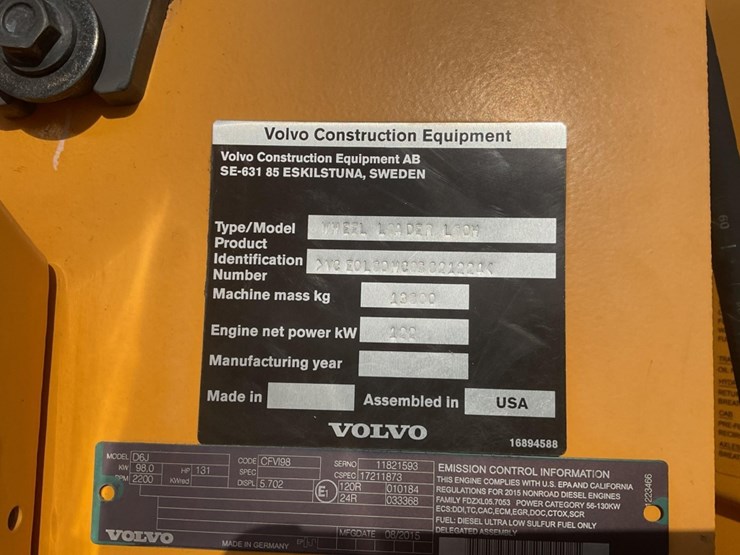 Volvo Construction Equipment
Volvo Construction Equipment AB
SE-631 85 ESKILSTUNA, SWEDEN
Type/Model WHEEL LOADER
Product
Identification
Number
Machine mass kg
Engine net power kW
Manufacturing year
Made in
Assembled in USA
VOLVO
16894588
MODEL D6J
KW 98.0 HP 131
RPM 2200
CODE CFVI98
SPEC
DSPL 5.702
SERNO 11821593
CSPEC 17211873
E1 120R 010184
24R 033368
MFGDATE 08/2015
VOLVO
MADE IN GERMANY
EMISSION CONTROL INFORMATION
THIS ENGINE COMPLIES WITH U.S. EPA AND CALIFORNIA
REGULATIONS FOR 2015 NONROAD DIESEL ENGINES
FAMILY FDZXL05.7053 POWER CATEGORY 56-130KW
ECS:DDI,TC,CAC,ECM,EGR,DOC,CTOX,SCR
FUEL: DIESEL ULTRA LOW SULFUR FUEL ONLY
DELEGATED ASSEMBLY
223466